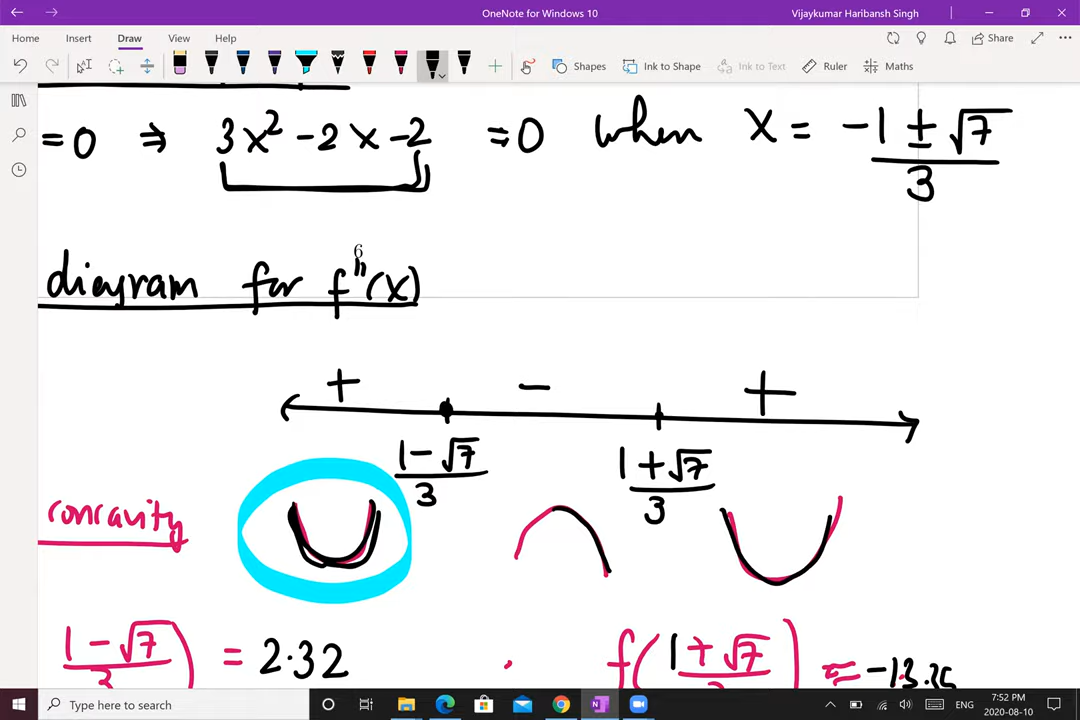 OneNote for Windows 10
Vijaykumar Haribansh Singh
Home Insert Draw View Help
Share
Shapes Ink to Shape Ink to Text Ruler Maths
= 0 ⇒ 3x² - 2x - 2 = 0 when x = (-1 ± √7)/3
6
diagram for f"(x)
+ - +
(1 - √7)/3 (1 + √7)/3
concavity
1 - √7) = 2.32 f(1 + √7) ≈ -13.
Type here to search
ENG
7:52 PM
2020-08-10